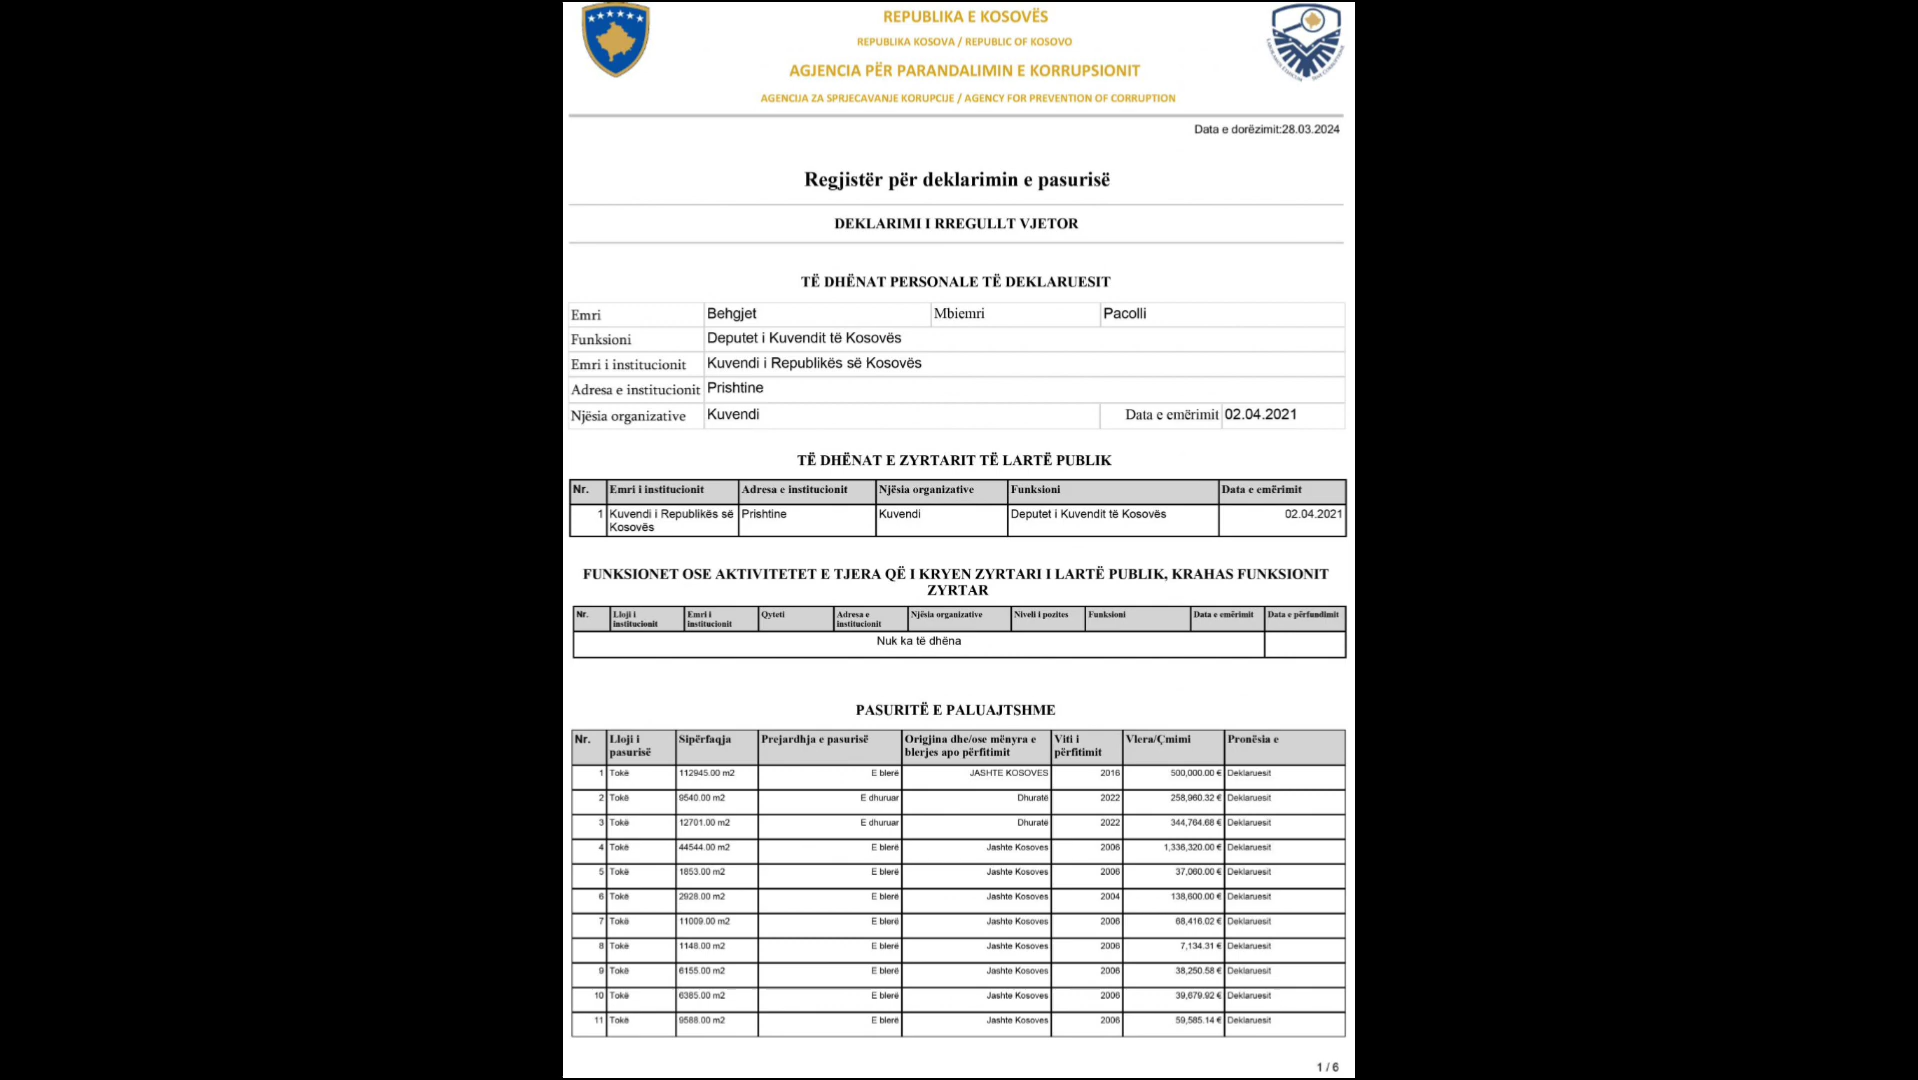 REPUBLIKA E KOSOVËS
REPUBLIKA KOSOVA / REPUBLIC OF KOSOVO
AGJENCIA PËR PARANDALIMIN E KORRUPSIONIT
AGENCIJA ZA SPRJECAVANJE KORUPCIJE / AGENCY FOR PREVENTION OF CORRUPTION
Data e dorëzimit:28.03.2024
Regjistër për deklarimin e pasurisë
DEKLARIMI I RREGULLT VJETOR
TË DHËNAT PERSONALE TË DEKLARUESIT
Emri Behgjet Mbiemri Pacolli
Funksioni Deputet i Kuvendit të Kosovës
Emri i institucionit Kuvendi i Republikës së Kosovës
Adresa e institucionit Prishtine
Njësia organizative Kuvendi Data e emërimit 02.04.2021
TË DHËNAT E ZYRTARIT TË LARTË PUBLIK
Nr. Emri i institucionit Adresa e institucionit Njësia organizative Funksioni Data e emërimit
1 Kuvendi i Republikës së Prishtine Kuvendi Deputet i Kuvendit të Kosovës 02.04.2021
Kosovës
FUNKSIONET OSE AKTIVITETET E TJERA QË I KRYEN ZYRTARI I LARTË PUBLIK, KRAHAS FUNKSIONIT
ZYRTAR
Nr. Lloji i Emri i Qyteti Adresa e Njësia organizative Niveli i pozites Funksioni Data e emërimit Data e përfundimit
institucionit institucionit institucionit
Nuk ka të dhëna
PASURITË E PALUAJTSHME
Nr. Lloji i Sipërfaqja Prejardhja e pasurisë Origjina dhe/ose mënyra e Viti i Vlera/Çmimi Pronësia e
pasurisë blerjes apo përfitimit përfitimit
1 Tokë 112945.00 m2 E blerë JASHTE KOSOVES 2016 500,000.00 € Deklaruesit
2 Tokë 9540.00 m2 E dhuruar Dhuratë 2022 258,960.32 € Deklaruesit
3 Tokë 12701.00 m2 E dhuruar Dhuratë 2022 344,764.68 € Deklaruesit
4 Tokë 44544.00 m2 E blerë Jashte Kosoves 2006 1,336,320.00 € Deklaruesit
5 Tokë 1853.00 m2 E blerë Jashte Kosoves 2006 37,060.00 € Deklaruesit
6 Tokë 2928.00 m2 E blerë Jashte Kosoves 2004 138,600.00 € Deklaruesit
7 Tokë 11009.00 m2 E blerë Jashte Kosoves 2006 68,416.02 € Deklaruesit
8 Tokë 1148.00 m2 E blerë Jashte Kosoves 2006 7,134.31 € Deklaruesit
9 Tokë 6155.00 m2 E blerë Jashte Kosoves 2006 38,250.58 € Deklaruesit
10 Tokë 6385.00 m2 E blerë Jashte Kosoves 2006 39,679.92 € Deklaruesit
11 Tokë 9588.00 m2 E blerë Jashte Kosoves 2006 59,585.14 € Deklaruesit
1 / 6